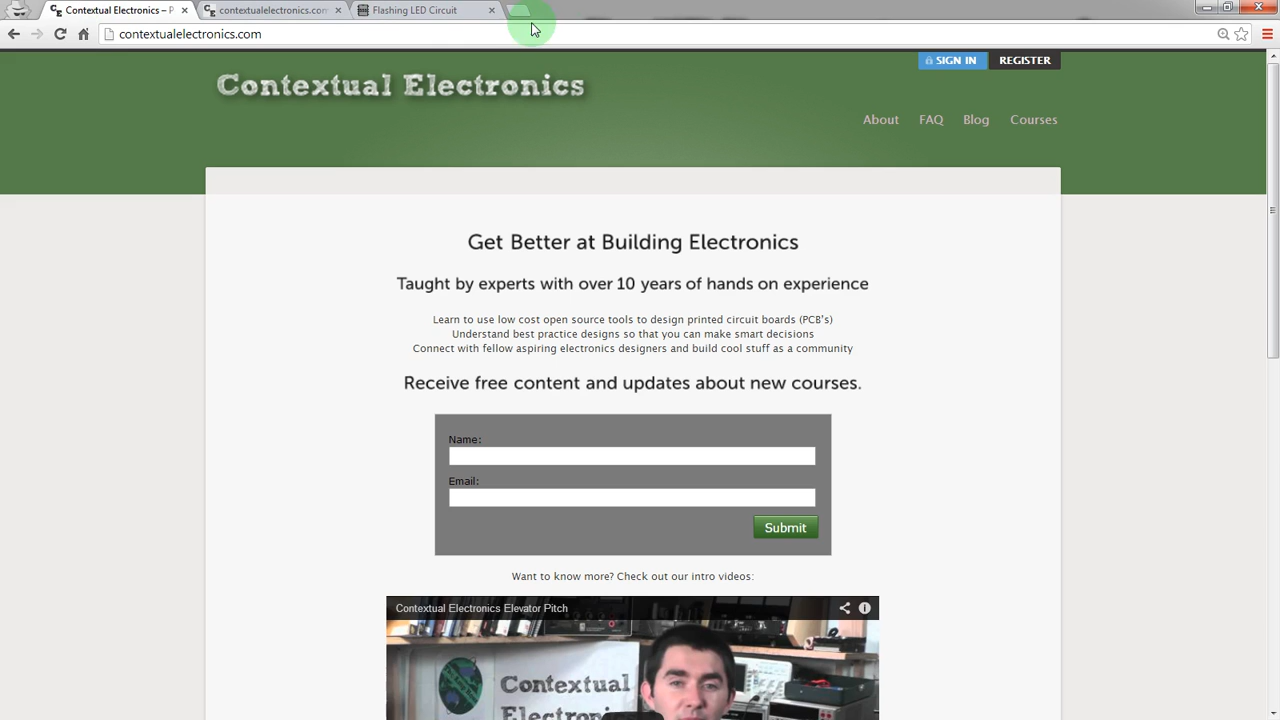 Contextual Electronics – P
contextualelectronics.com
Flashing LED Circuit
contextualelectronics.com
SIGN IN
REGISTER
Contextual Electronics
About
FAQ
Blog
Courses
Get Better at Building Electronics
Taught by experts with over 10 years of hands on experience
Learn to use low cost open source tools to design printed circuit boards (PCB's)
Understand best practice designs so that you can make smart decisions
Connect with fellow aspiring electronics designers and build cool stuff as a community
Receive free content and updates about new courses.
Name:
Email:
Submit
Want to know more? Check out our intro videos:
Contextual Electronics Elevator Pitch
Contextual
Electronics